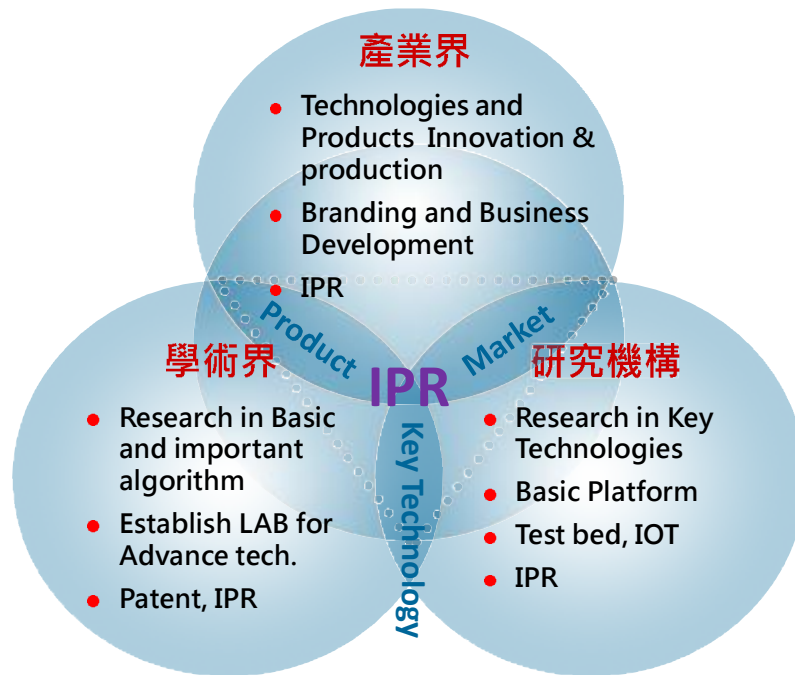 產業界
Technologies and
Products Innovation &
production
Branding and Business
Development
IPR
Product
Market
IPR
Key Technology
學術界
Research in Basic
and important
algorithm
Establish LAB for
Advance tech.
Patent, IPR
研究機構
Research in Key
Technologies
Basic Platform
Test bed, IOT
IPR